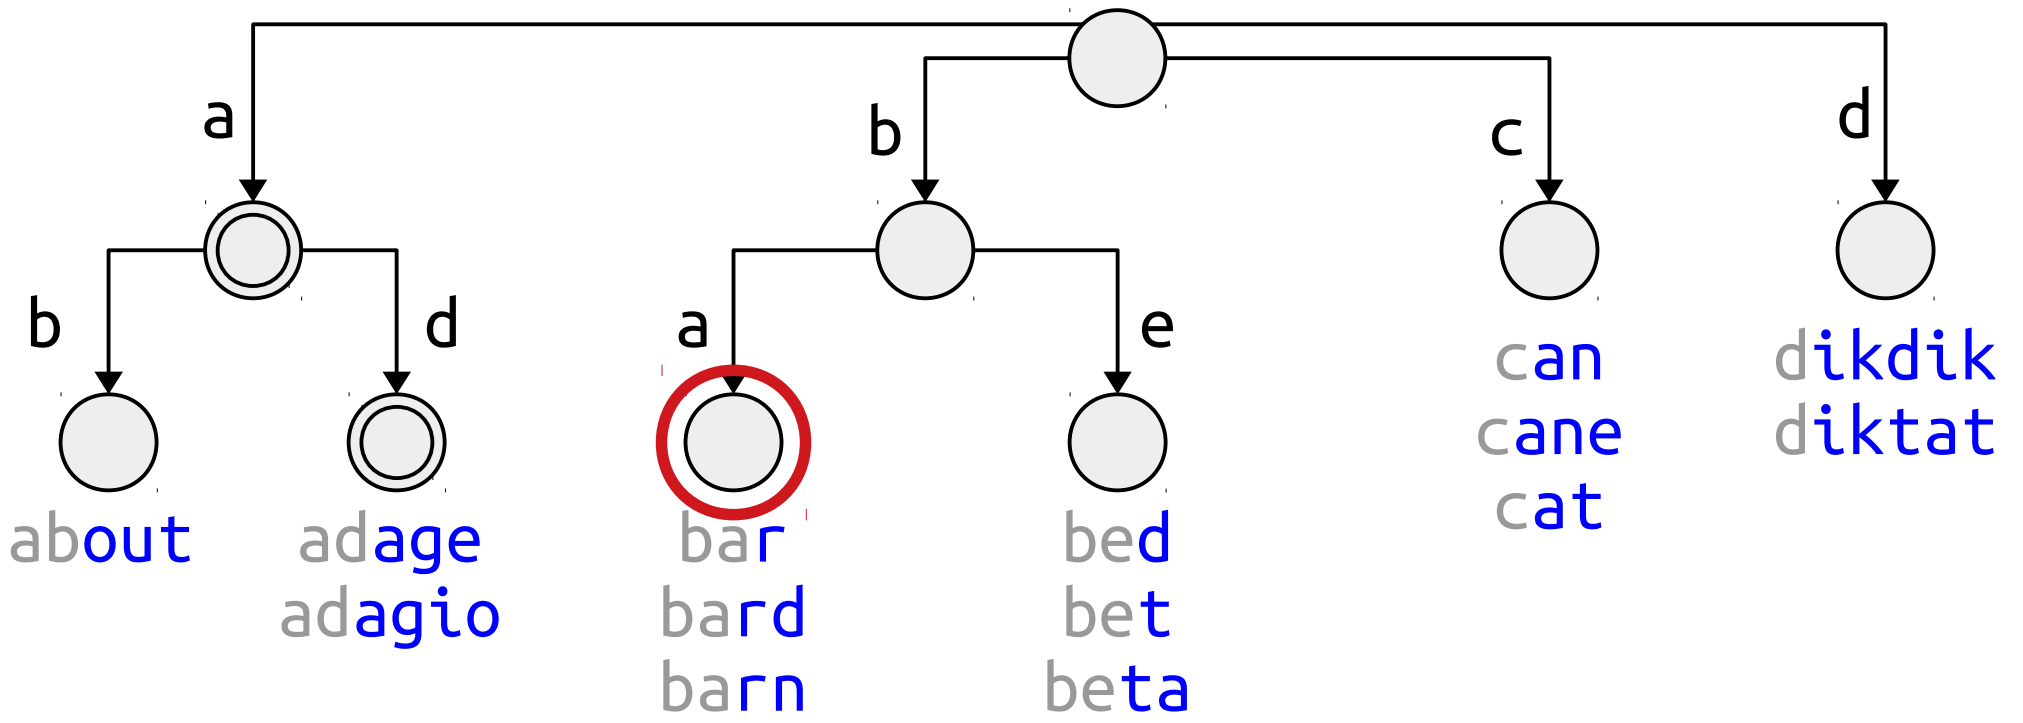 a
b
c
d
b
d
a
e
can
cane
cat
dikdik
diktat
about
adage
adagio
bar
bard
barn
bed
bet
beta